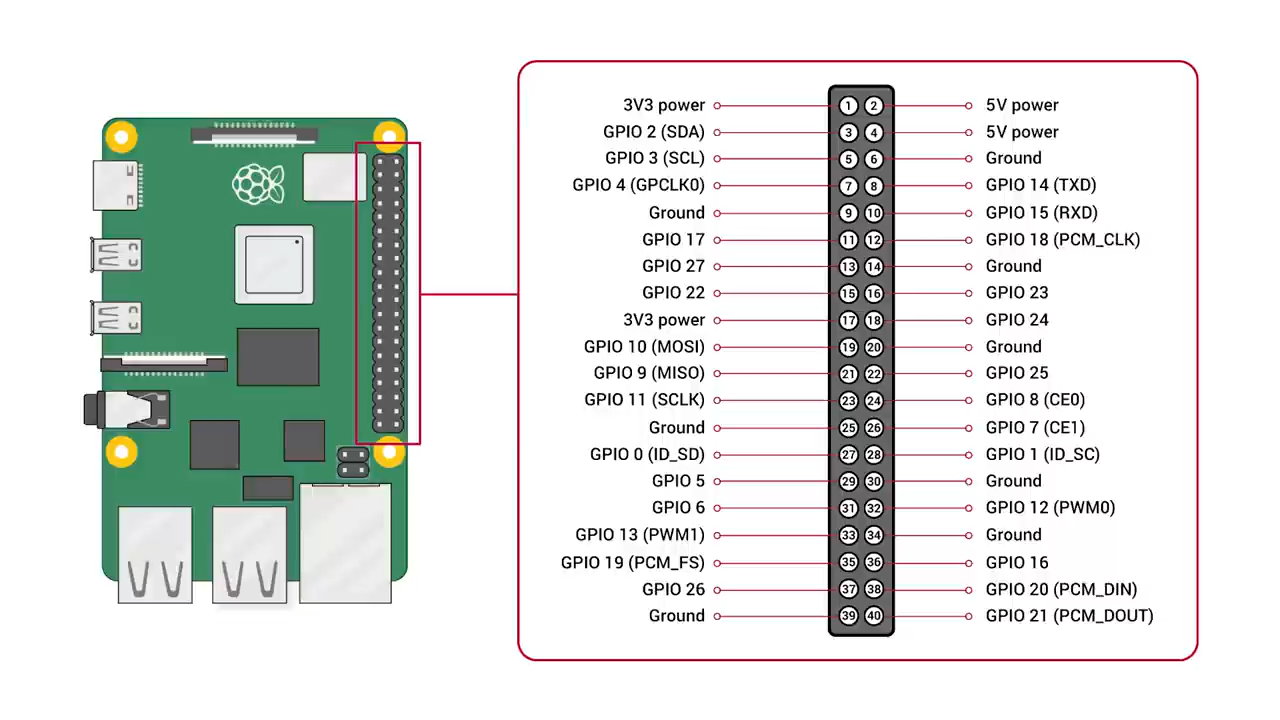 3V3 power 1 2 5V power
GPIO 2 (SDA) 3 4 5V power
GPIO 3 (SCL) 5 6 Ground
GPIO 4 (GPCLK0) 7 8 GPIO 14 (TXD)
Ground 9 10 GPIO 15 (RXD)
GPIO 17 11 12 GPIO 18 (PCM_CLK)
GPIO 27 13 14 Ground
GPIO 22 15 16 GPIO 23
3V3 power 17 18 GPIO 24
GPIO 10 (MOSI) 19 20 Ground
GPIO 9 (MISO) 21 22 GPIO 25
GPIO 11 (SCLK) 23 24 GPIO 8 (CE0)
Ground 25 26 GPIO 7 (CE1)
GPIO 0 (ID_SD) 27 28 GPIO 1 (ID_SC)
GPIO 5 29 30 Ground
GPIO 6 31 32 GPIO 12 (PWM0)
GPIO 13 (PWM1) 33 34 Ground
GPIO 19 (PCM_FS) 35 36 GPIO 16
GPIO 26 37 38 GPIO 20 (PCM_DIN)
Ground 39 40 GPIO 21 (PCM_DOUT)